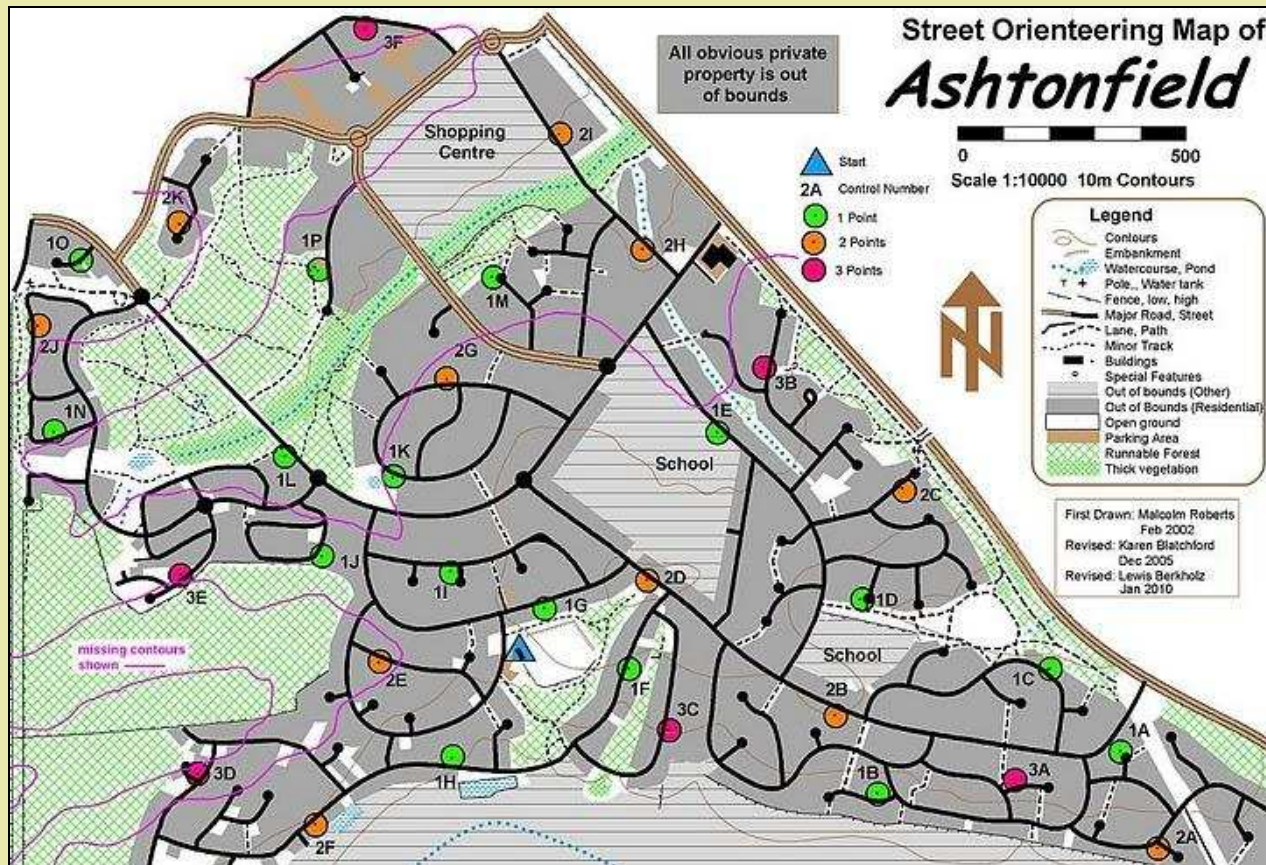 Street Orienteering Map of
Ashtonfield
All obvious private
property is out
of bounds
0 500
Scale 1:10000 10m Contours
Start
2A Control Number
1 Point
2 Points
3 Points
Legend
Contours
Embankment
Watercourse, Pond
Pole,, Water tank
Fence, low, high
Major Road, Street
Lane, Path
Minor Track
Buildings
Special Features
Out of bounds (Other)
Out of Bounds (Residential)
Open ground
Parking Area
Runnable Forest
Thick vegetation
First Drawn: Malcolm Roberts
Feb 2002
Revised: Karen Blatchford
Dec 2005
Revised: Lewis Berkholz
Jan 2010
3F
Shopping
Centre
2I
2K
1O
1P
2H
1M
2J
2G
3B
1N
1E
1K
School
1L
2C
1J
1I
2D
3E
1G
1D
missing contours
shown
School
2E
1F
1C
2B
3C
1A
3D
1H
1B
3A
2F
2A